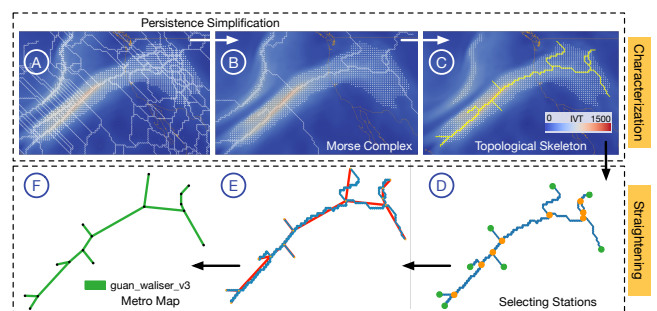 Persistence Simplification
A
B
C
Morse Complex
0 IVT 1500
Topological Skeleton
Characterization
F
E
D
guan_waliser_v3
Metro Map
Selecting Stations
Straightening